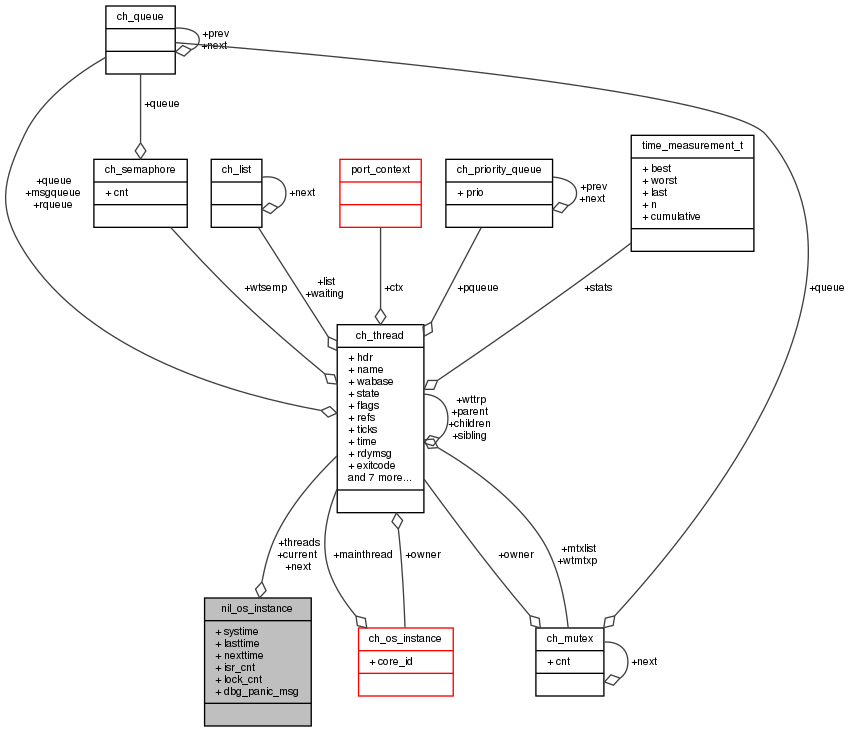 ch_queue
+prev
+next
+queue
ch_semaphore
+ cnt
ch_list
+next
port_context
ch_priority_queue
+ prio
+prev
+next
time_measurement_t
+ best
+ worst
+ last
+ n
+ cumulative
+queue
+msgqueue
+rqueue
+wtsemp
+list
+waiting
+ctx
+pqueue
+stats
+queue
ch_thread
+ hdr
+ name
+ wabase
+ state
+ flags
+ refs
+ ticks
+ time
+ rdymsg
+ exitcode
and 7 more...
+wttrp
+parent
+children
+sibling
+threads
+current
+next
+mainthread
+owner
+owner
+mtxlist
+wtmtxp
nil_os_instance
+ systime
+ lasttime
+ nexttime
+ isr_cnt
+ lock_cnt
+ dbg_panic_msg
ch_os_instance
+ core_id
ch_mutex
+ cnt
+next